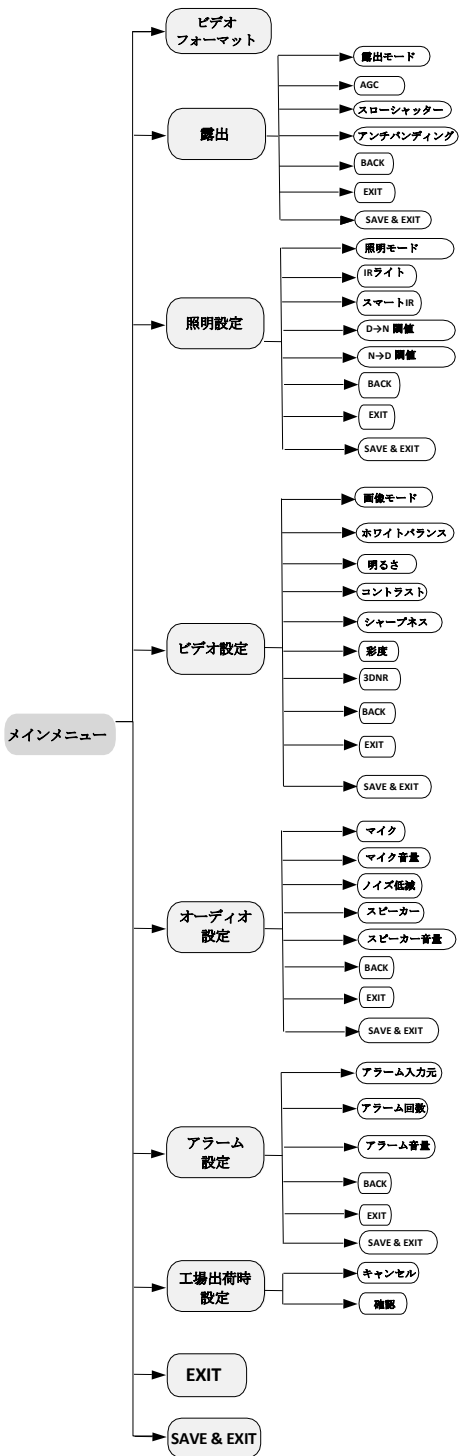 メインメニュー
ビデオ
フォーマット
露出
露出モード
AGC
スローシャッター
アンチバンディング
BACK
EXIT
SAVE & EXIT
照明設定
照明モード
IRライト
スマートIR
D→N 閾値
N→D 閾値
BACK
EXIT
SAVE & EXIT
ビデオ設定
画像モード
ホワイトバランス
明るさ
コントラスト
シャープネス
彩度
3DNR
BACK
EXIT
SAVE & EXIT
オーディオ
設定
マイク
マイク音量
ノイズ低減
スピーカー
スピーカー音量
BACK
EXIT
SAVE & EXIT
アラーム
設定
アラーム入力元
アラーム回数
アラーム音量
BACK
EXIT
SAVE & EXIT
工場出荷時
設定
キャンセル
確認
EXIT
SAVE & EXIT